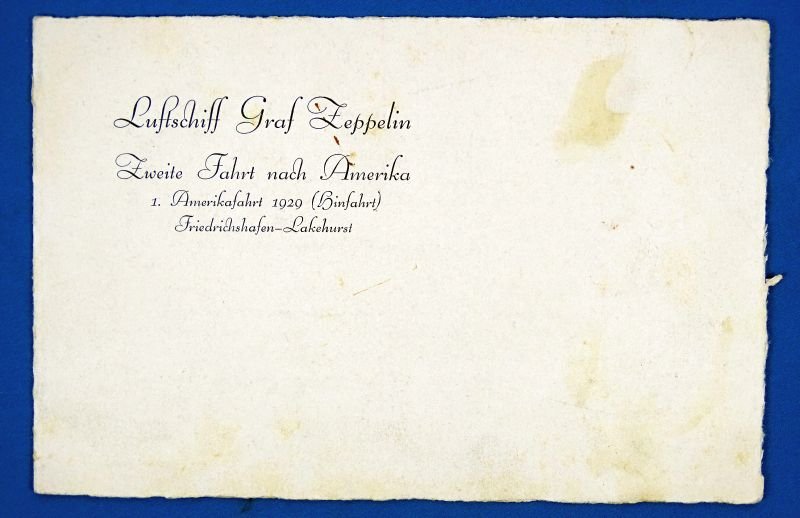 Luftschiff Graf Zeppelin
Zweite Fahrt nach Amerika
1. Amerikafahrt 1929 (Hinfahrt)
Friedrichshafen-Lakehurst